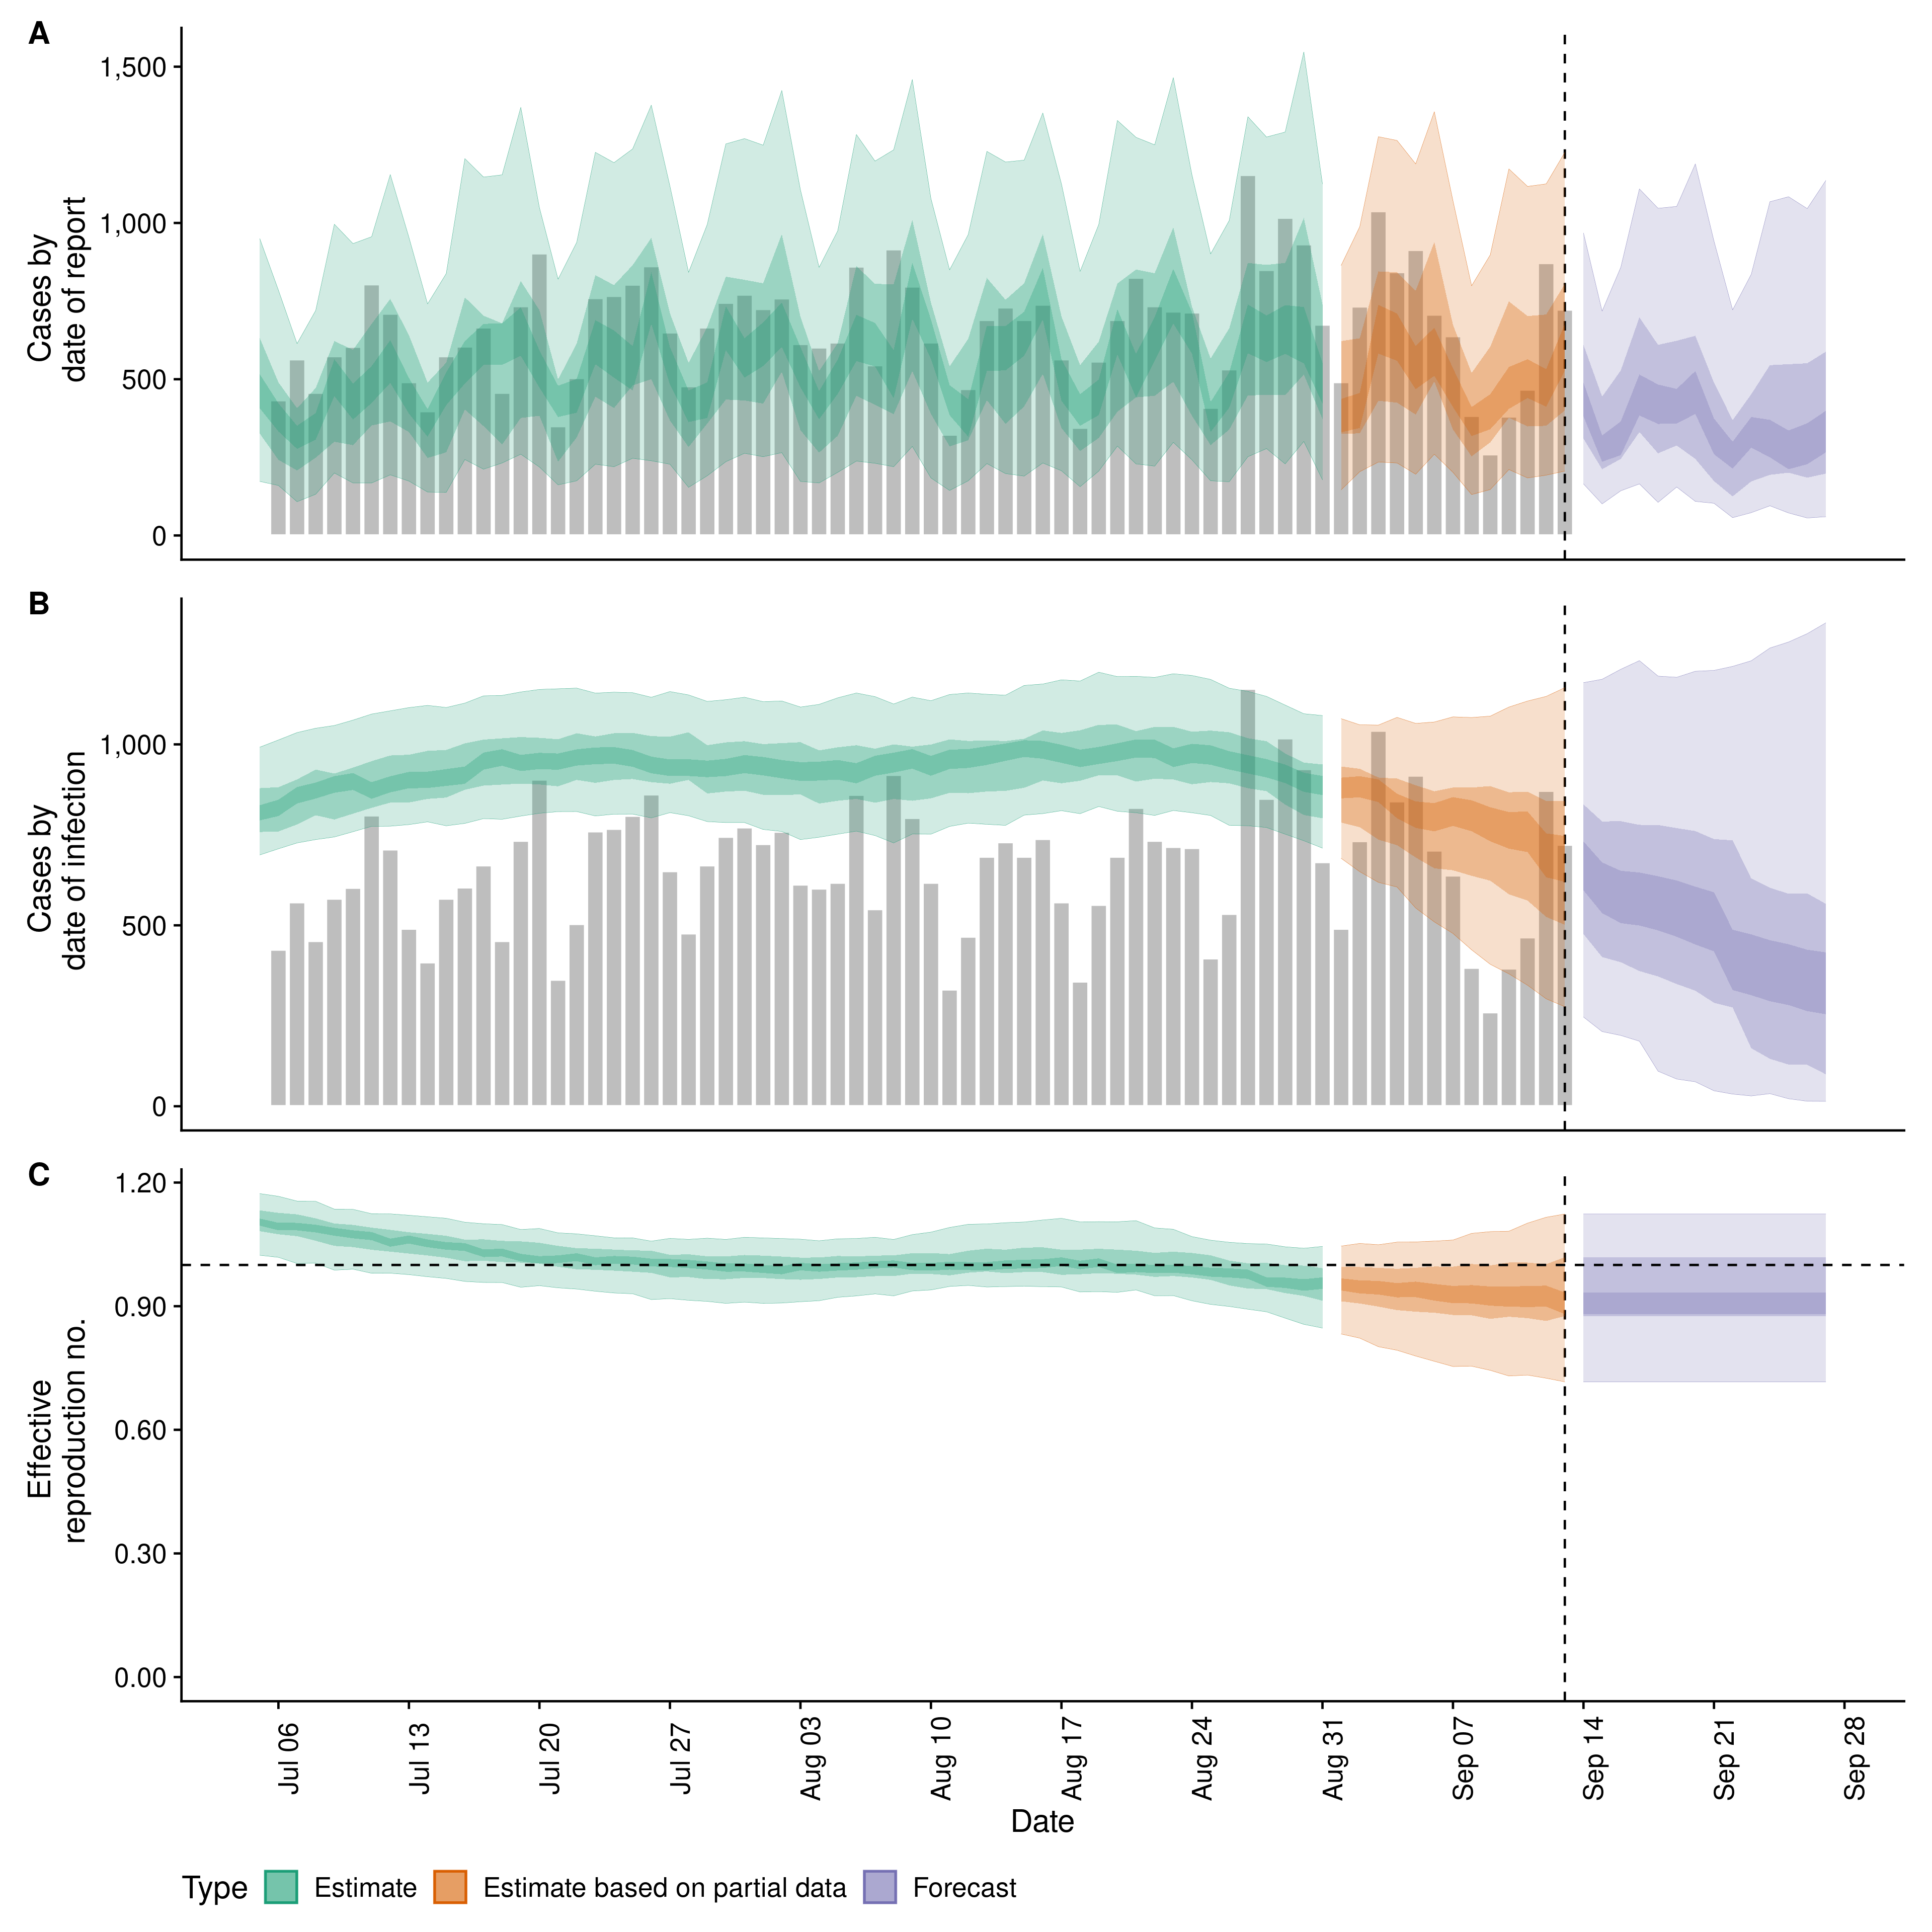 A
1,500
1,000
500
0
Cases by
date of report
B
1,000
500
0
Cases by
date of infection
C
1.20
0.90
0.60
0.30
0.00
Effective
reproduction no.
Jul 06
Jul 13
Jul 20
Jul 27
Aug 03
Aug 10
Aug 17
Aug 24
Aug 31
Sep 07
Sep 14
Sep 21
Sep 28
Date
Type Estimate Estimate based on partial data Forecast